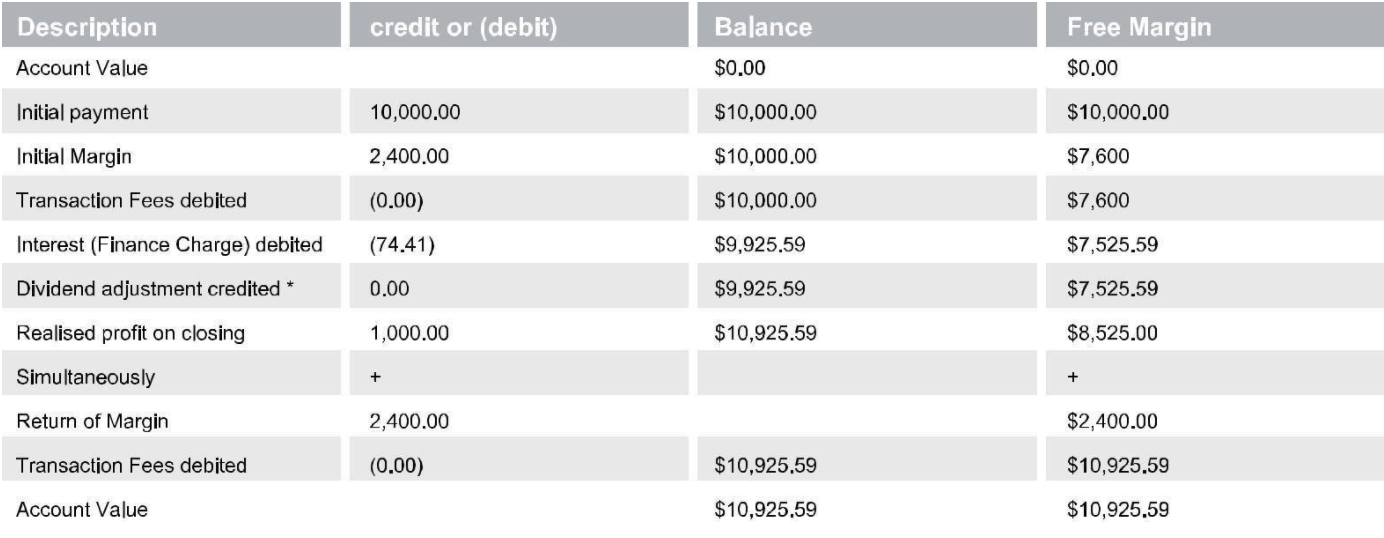 Description credit or (debit) Balance Free Margin
Account Value $0.00 $0.00
Initial payment 10,000.00 $10,000.00 $10,000.00
Initial Margin 2,400.00 $10,000.00 $7,600
Transaction Fees debited (0.00) $10,000.00 $7,600
Interest (Finance Charge) debited (74.41) $9,925.59 $7,525.59
Dividend adjustment credited * 0.00 $9,925.59 $7,525.59
Realised profit on closing 1,000.00 $10,925.59 $8,525.00
Simultaneously + +
Return of Margin 2,400.00 $2,400.00
Transaction Fees debited (0.00) $10,925.59 $10,925.59
Account Value $10,925.59 $10,925.59